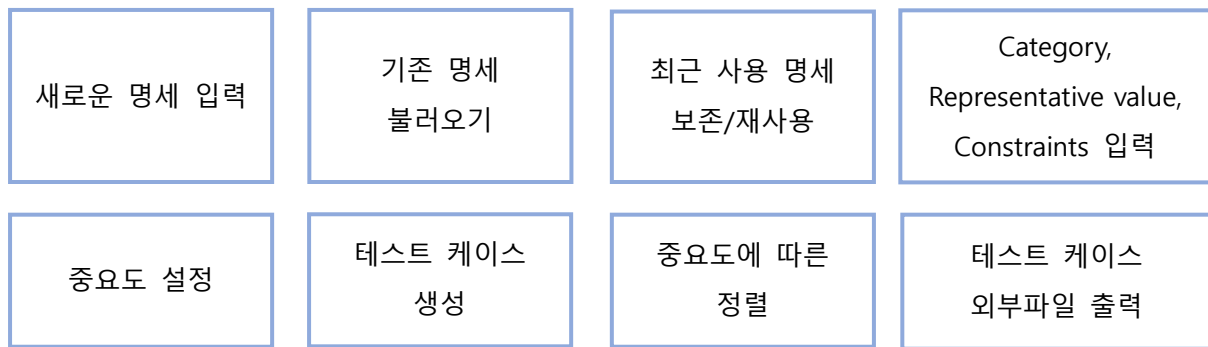 새로운 명세 입력
기존 명세
불러오기
최근 사용 명세
보존/재사용
Category,
Representative value,
Constraints 입력
중요도 설정
테스트 케이스
생성
중요도에 따른
정렬
테스트 케이스
외부파일 출력